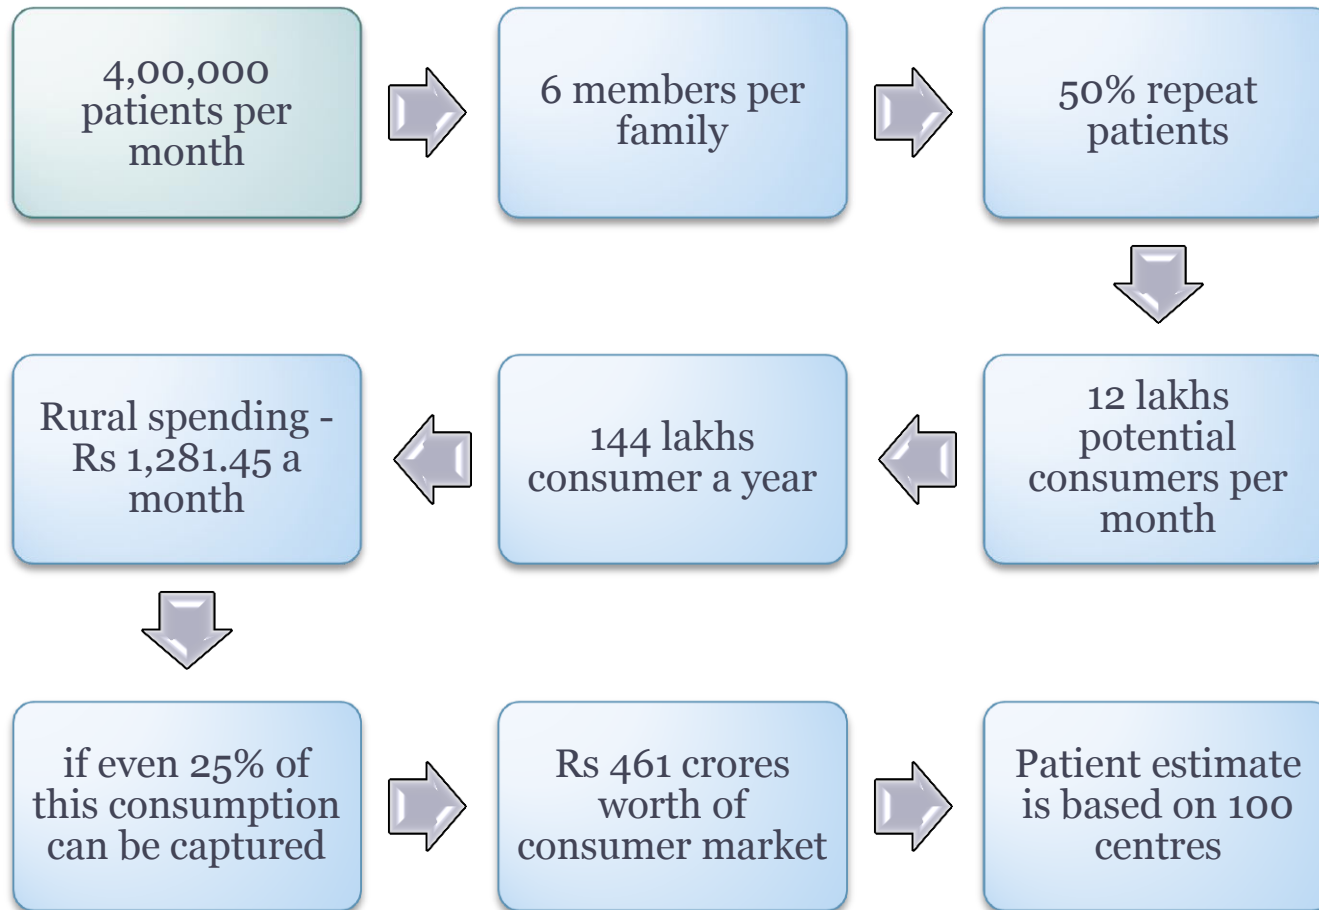 4,00,000
patients per
month
6 members per
family
50% repeat
patients
12 lakhs
potential
consumers per
month
144 lakhs
consumer a year
Rural spending -
Rs 1,281.45 a
month
if even 25% of
this consumption
can be captured
Rs 461 crores
worth of
consumer market
Patient estimate
is based on 100
centres